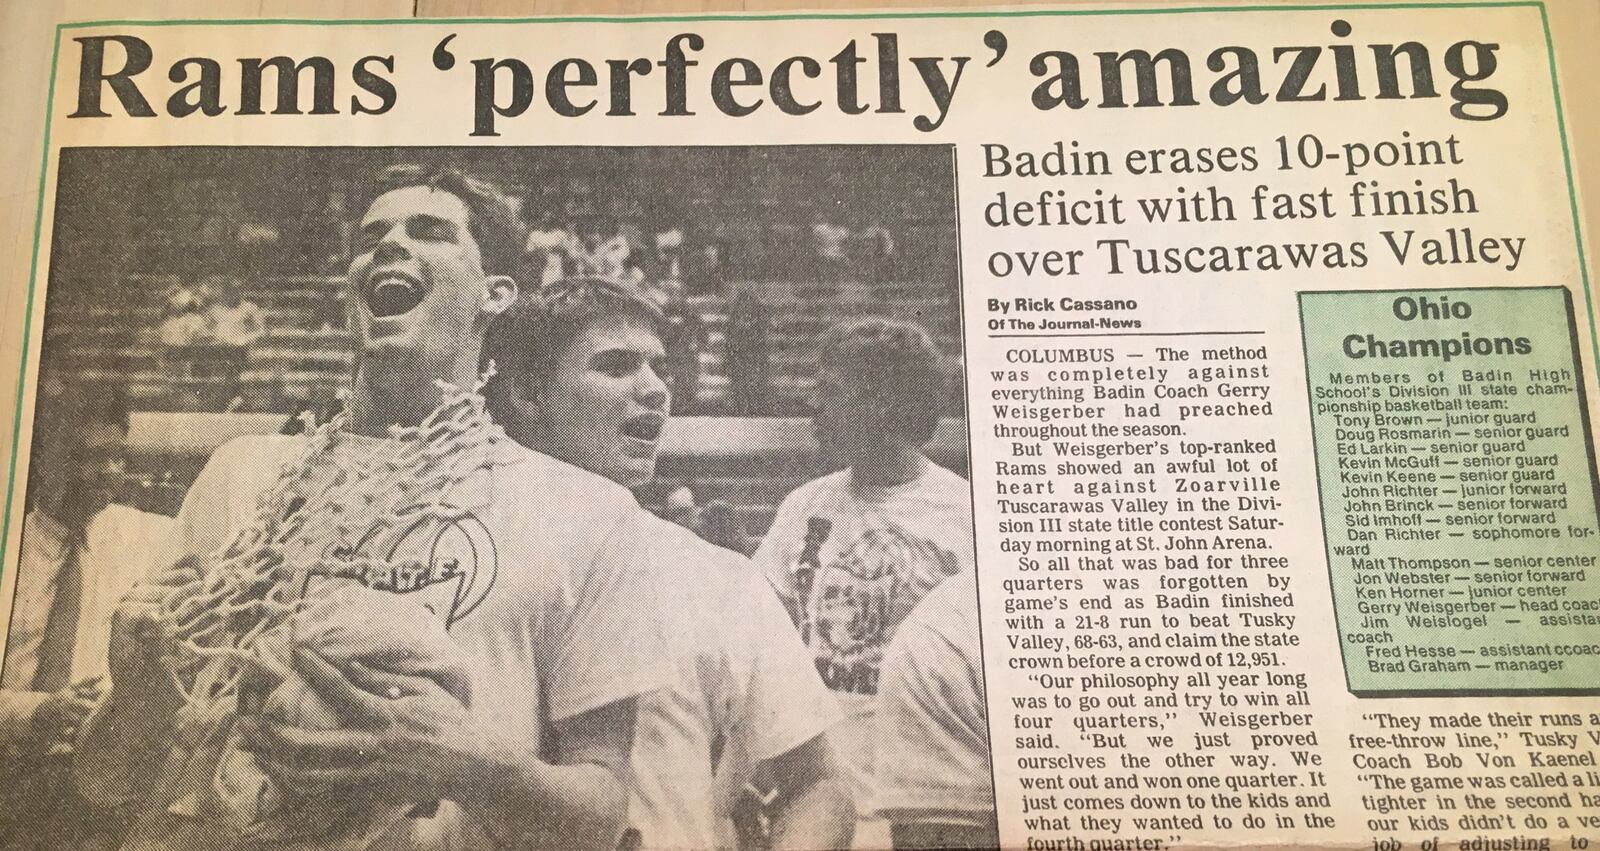 Rams ‘perfectly’ amazing
Badin erases 10-point
deficit with fast finish
over Tuscarawas Valley
By Rick Cassano
Of The Journal-News
COLUMBUS — The method
was completely against
everything Badin Coach Gerry
Weisgerber had preached
throughout the season.
But Weisgerber’s top-ranked
Rams showed an awful lot of
heart against Zoarville
Tuscarawas Valley in the Divi-
sion III state title contest Satur-
day morning at St. John Arena.
So all that was bad for three
quarters was forgotten by
game’s end as Badin finished
with a 21-8 run to beat Tusky
Valley, 68-63, and claim the state
crown before a crowd of 12,951.
“Our philosophy all year long
was to go out and try to win all
four quarters,” Weisgerber
said. “But we just proved
ourselves the other way. We
went out and won one quarter. It
just comes down to the kids and
what they wanted to do in the
fourth quarter.”
Ohio
Champions
Members of Badin High
School’s Division III state cham-
pionship basketball team:
Tony Brown — junior guard
Doug Rosmarin — senior guard
Ed Larkin — senior guard
Kevin McGuff — senior guard
Kevin Keene — senior guard
John Richter — junior forward
John Brinck — senior forward
Sid Imhoff — senior forward
Dan Richter — sophomore for-
ward
Matt Thompson — senior center
Jon Webster — senior forward
Ken Horner — junior center
Gerry Weisgerber — head coac
Jim Weislogel — assista
coach
Fred Hesse — assistant ccoac
Brad Graham — manager
“They made their runs a
free-throw line,” Tusky V
Coach Bob Von Kaenel
“The game was called a li
tighter in the second ha
our kids didn’t do a ve
job of adjusting to